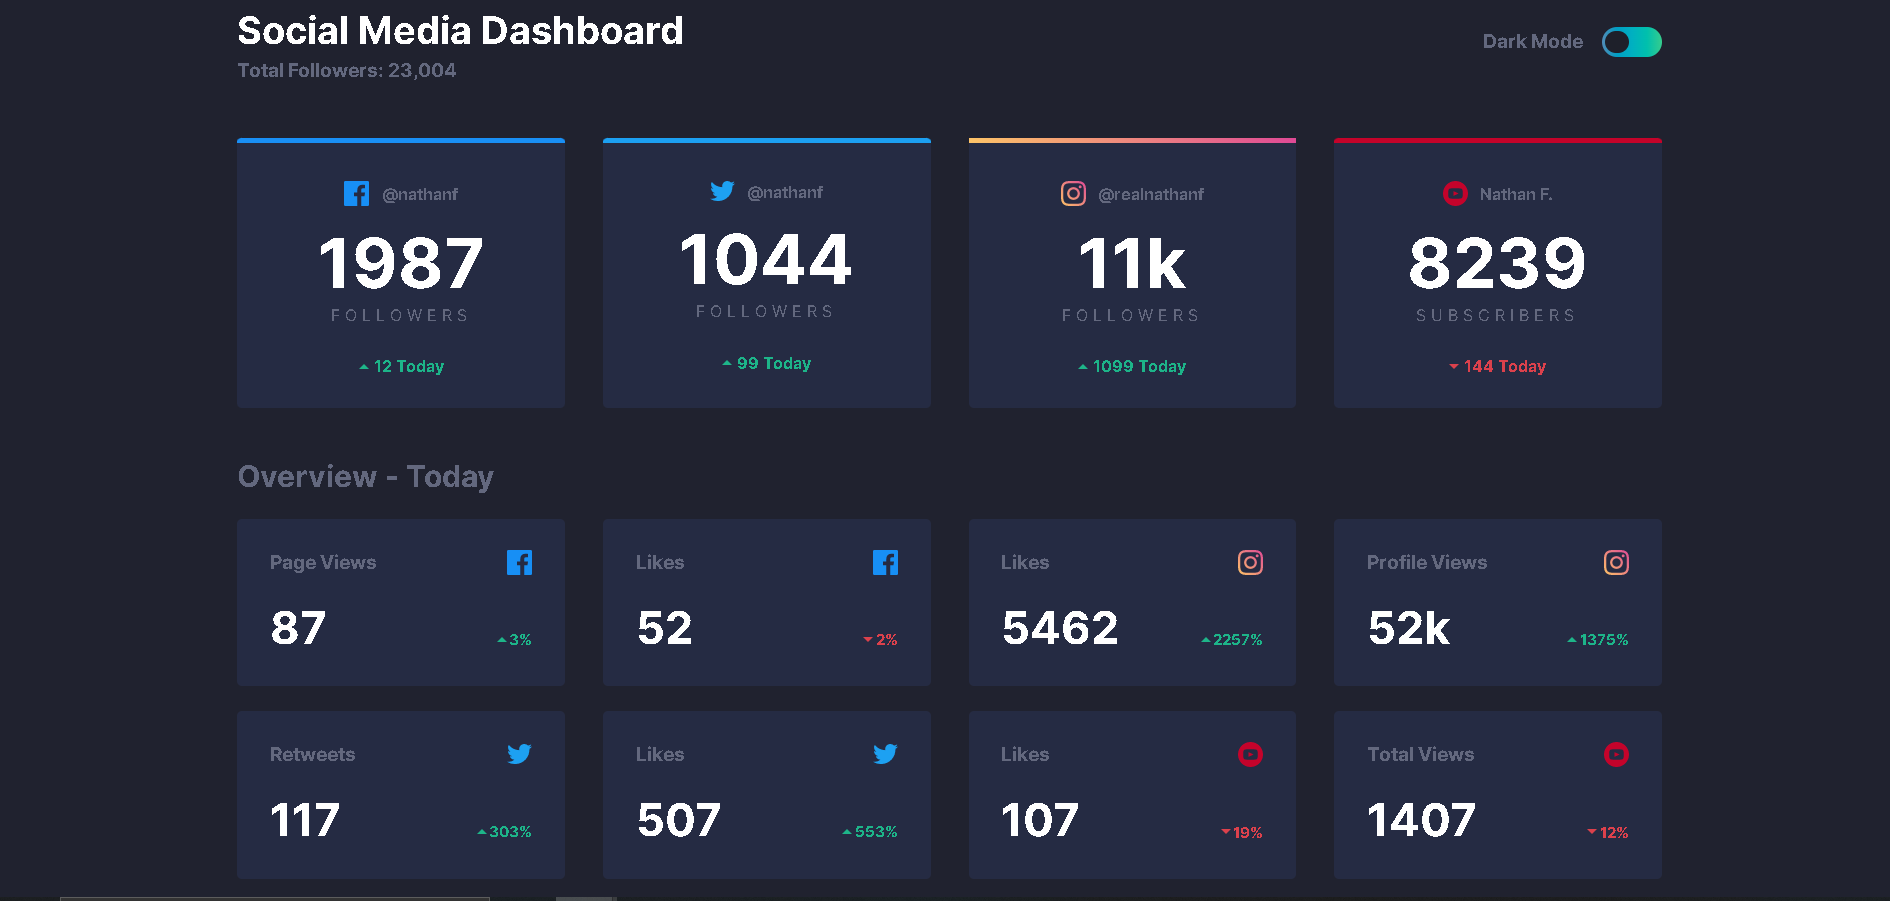 Social Media Dashboard
Total Followers: 23,004
Dark Mode
@nathanf
1987
FOLLOWERS
12 Today
@nathanf
1044
FOLLOWERS
99 Today
@realnathanf
11k
FOLLOWERS
1099 Today
Nathan F.
8239
SUBSCRIBERS
144 Today
Overview - Today
Page Views
87
3%
Likes
52
2%
Likes
5462
2257%
Profile Views
52k
1375%
Retweets
117
303%
Likes
507
553%
Likes
107
19%
Total Views
1407
12%